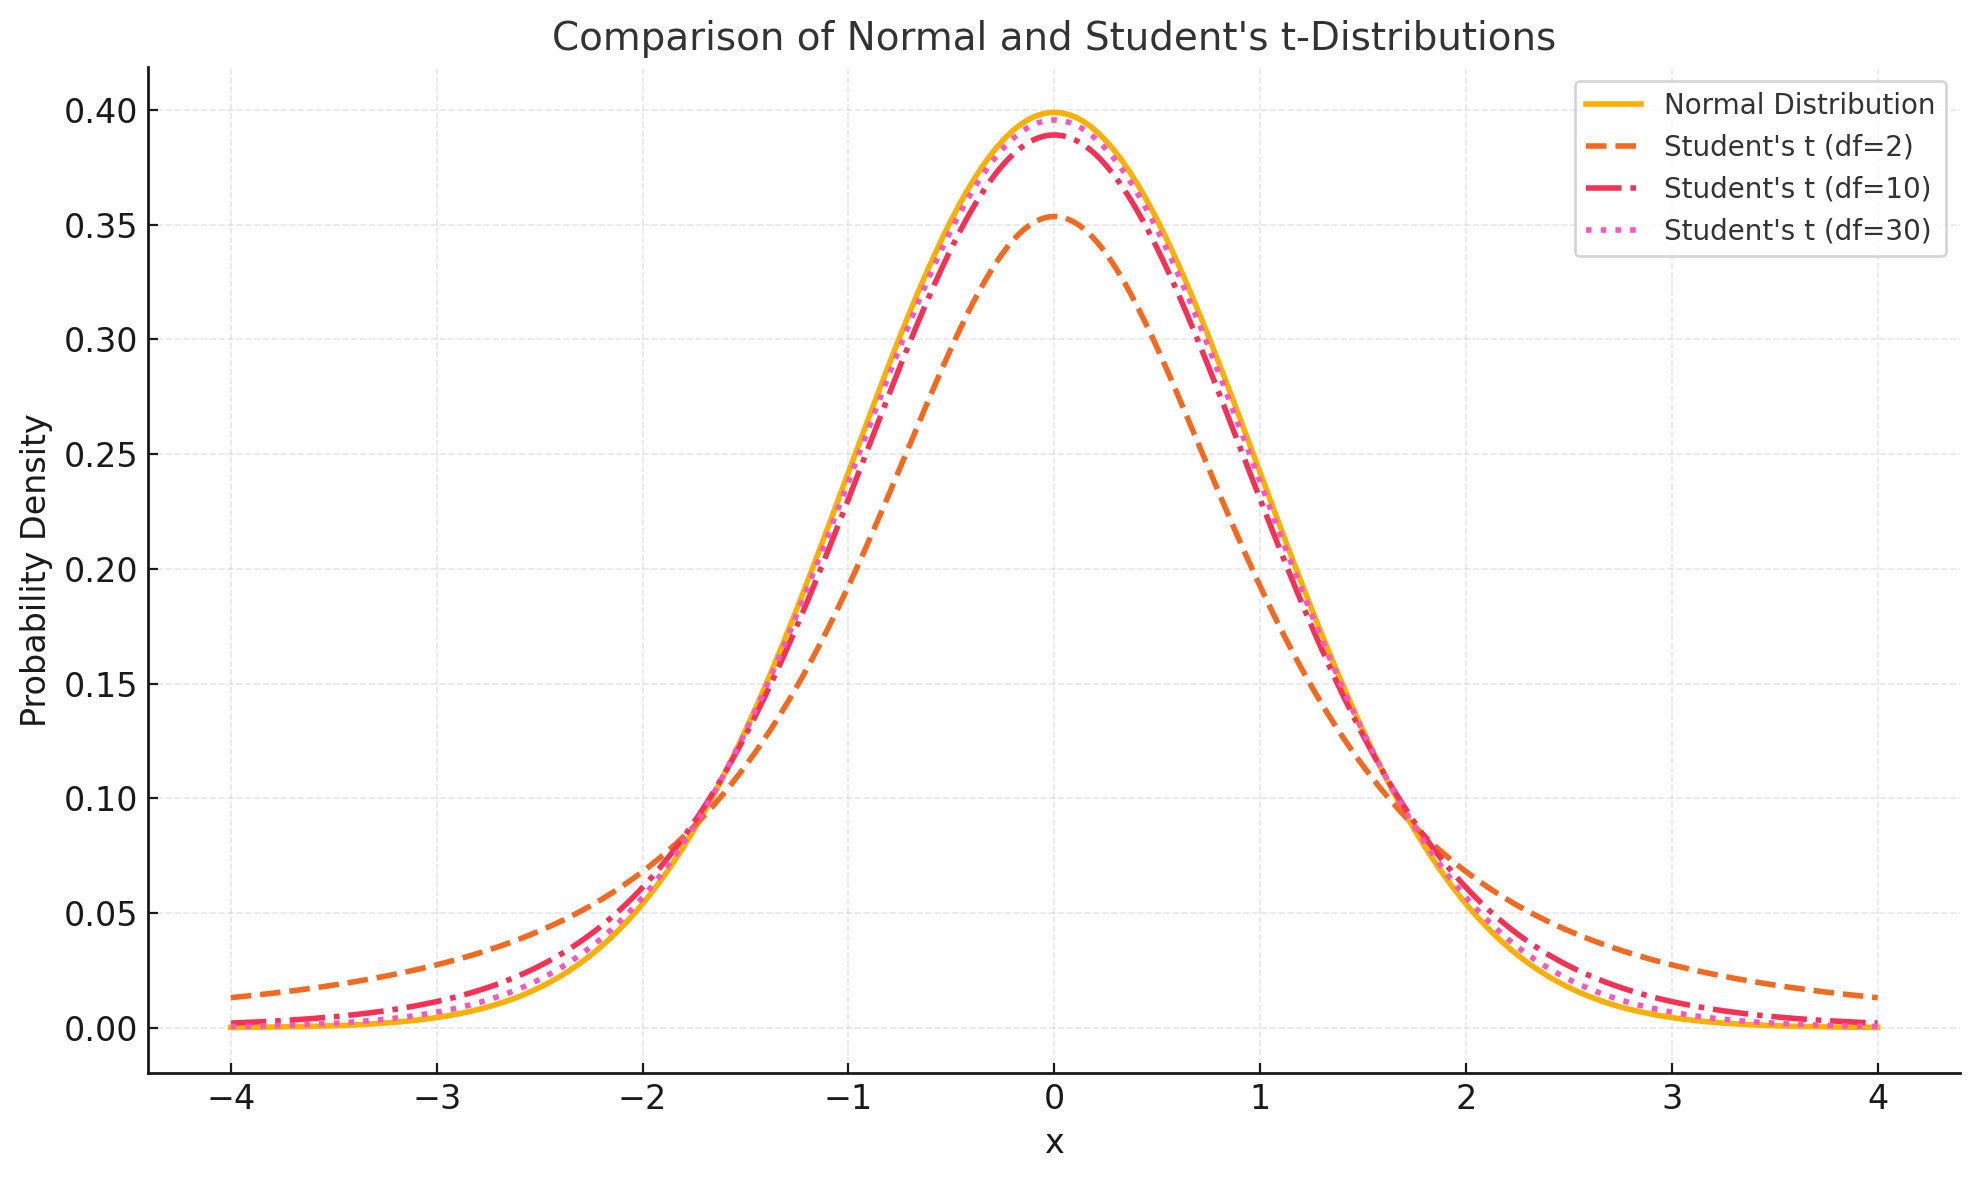 Comparison of Normal and Student's t-Distributions
Normal Distribution
Student's t (df=2)
Student's t (df=10)
Student's t (df=30)
Probability Density
0.40
0.35
0.30
0.25
0.20
0.15
0.10
0.05
0.00
−4 −3 −2 −1 0 1 2 3 4
x